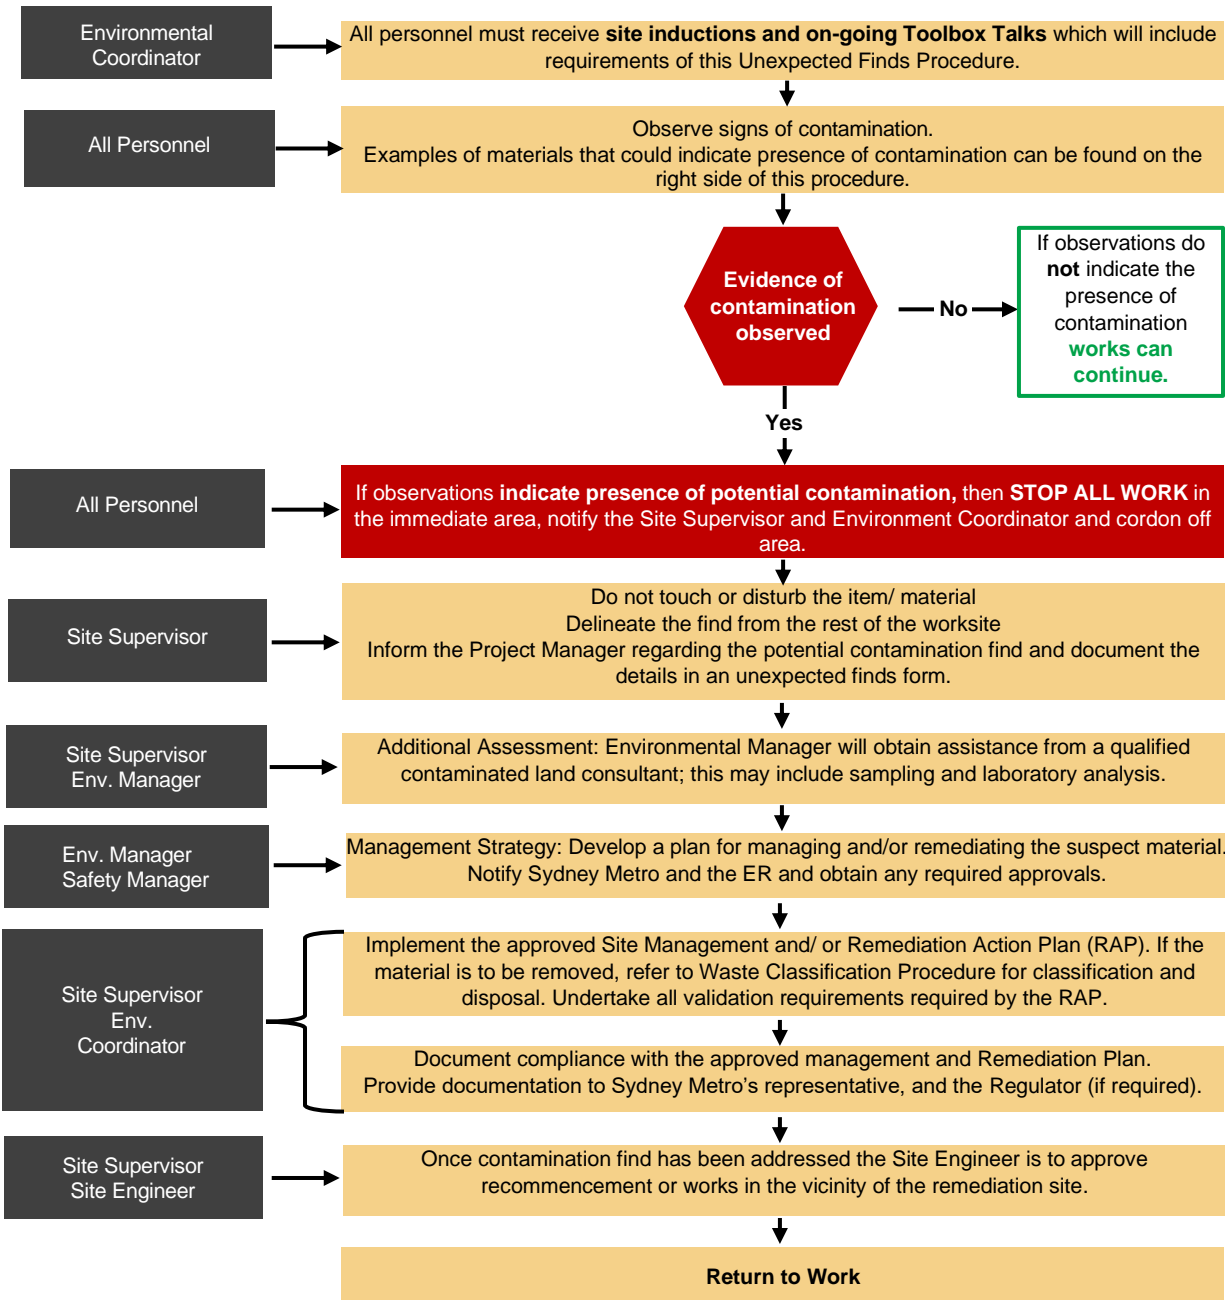 Environmental
Coordinator
All personnel must receive site inductions and on-going Toolbox Talks which will include
requirements of this Unexpected Finds Procedure.
All Personnel
Observe signs of contamination.
Examples of materials that could indicate presence of contamination can be found on the
right side of this procedure.
Evidence of
contamination
observed
No
If observations do
not indicate the
presence of
contamination
works can
continue.
Yes
All Personnel
If observations indicate presence of potential contamination, then STOP ALL WORK in
the immediate area, notify the Site Supervisor and Environment Coordinator and cordon off
area.
Site Supervisor
Do not touch or disturb the item/ material
Delineate the find from the rest of the worksite
Inform the Project Manager regarding the potential contamination find and document the
details in an unexpected finds form.
Site Supervisor
Env. Manager
Additional Assessment: Environmental Manager will obtain assistance from a qualified
contaminated land consultant; this may include sampling and laboratory analysis.
Env. Manager
Safety Manager
Management Strategy: Develop a plan for managing and/or remediating the suspect material.
Notify Sydney Metro and the ER and obtain any required approvals.
Site Supervisor
Env.
Coordinator
Implement the approved Site Management and/ or Remediation Action Plan (RAP). If the
material is to be removed, refer to Waste Classification Procedure for classification and
disposal. Undertake all validation requirements required by the RAP.
Document compliance with the approved management and Remediation Plan.
Provide documentation to Sydney Metro's representative, and the Regulator (if required).
Site Supervisor
Site Engineer
Once contamination find has been addressed the Site Engineer is to approve
recommencement or works in the vicinity of the remediation site.
Return to Work